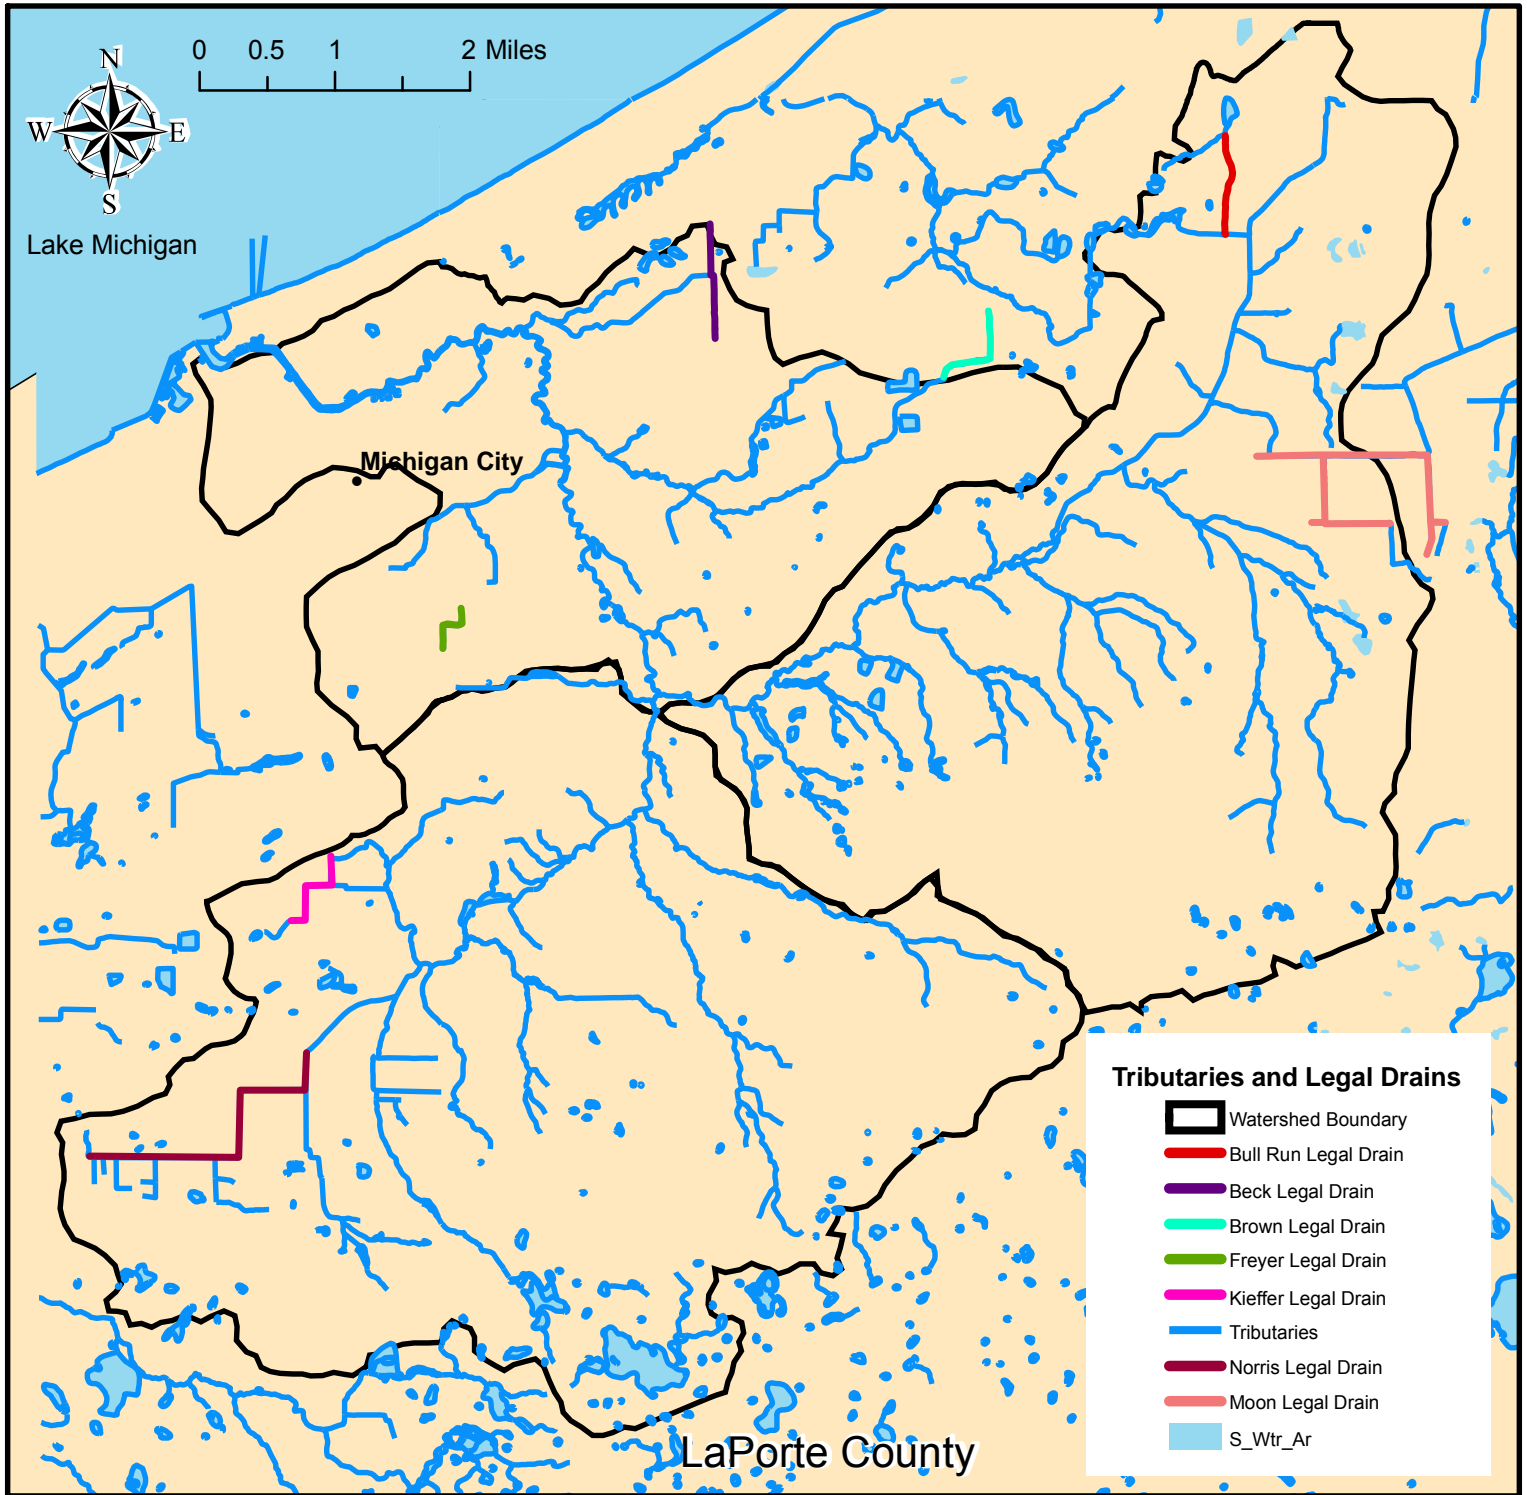 0 0.5 1 2 Miles
N
W E
S
Lake Michigan
Michigan City
Tributaries and Legal Drains
Watershed Boundary
Bull Run Legal Drain
Beck Legal Drain
Brown Legal Drain
Freyer Legal Drain
Kieffer Legal Drain
Tributaries
Norris Legal Drain
Moon Legal Drain
S_Wtr_Ar
LaPorte County